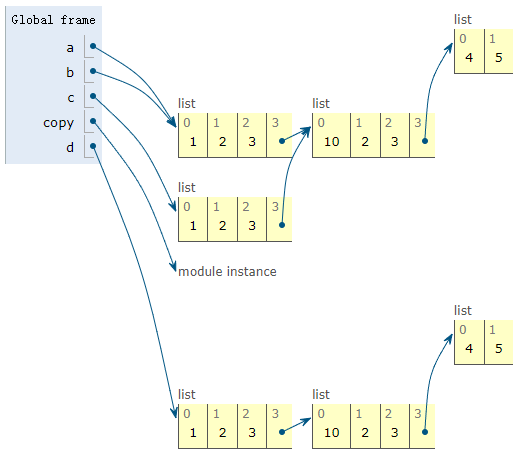 Global frame
a
b
c
copy
d
list
0 1
4 5
list
0 1 2 3
1 2 3
list
0 1 2 3
10 2 3
list
0 1 2 3
1 2 3
module instance
list
0 1
4 5
list
0 1 2 3
1 2 3
list
0 1 2 3
10 2 3